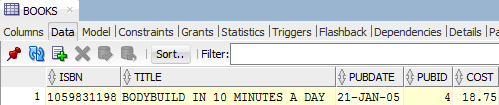 BOOKS
Columns Data Model Constraints Grants Statistics Triggers Flashback Dependencies Details Pa
Sort.. Filter:
ISBN TITLE PUBDATE PUBID COST
1 1059831198 BODYBUILD IN 10 MINUTES A DAY 21-JAN-05 4 18.75